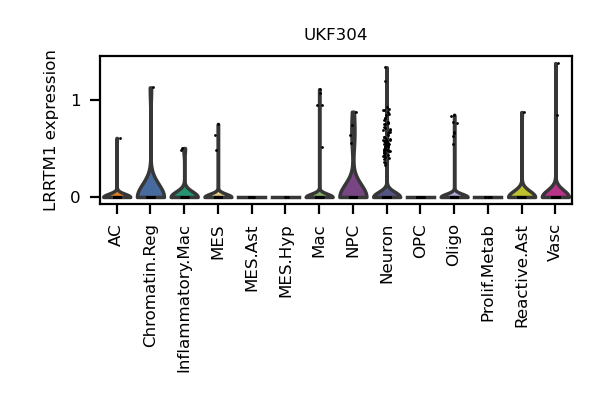 UKF304
LRRTM1 expression
1
0
AC
Chromatin.Reg
Inflammatory.Mac
MES
MES.Ast
MES.Hyp
Mac
NPC
Neuron
OPC
Oligo
Prolif.Metab
Reactive.Ast
Vasc